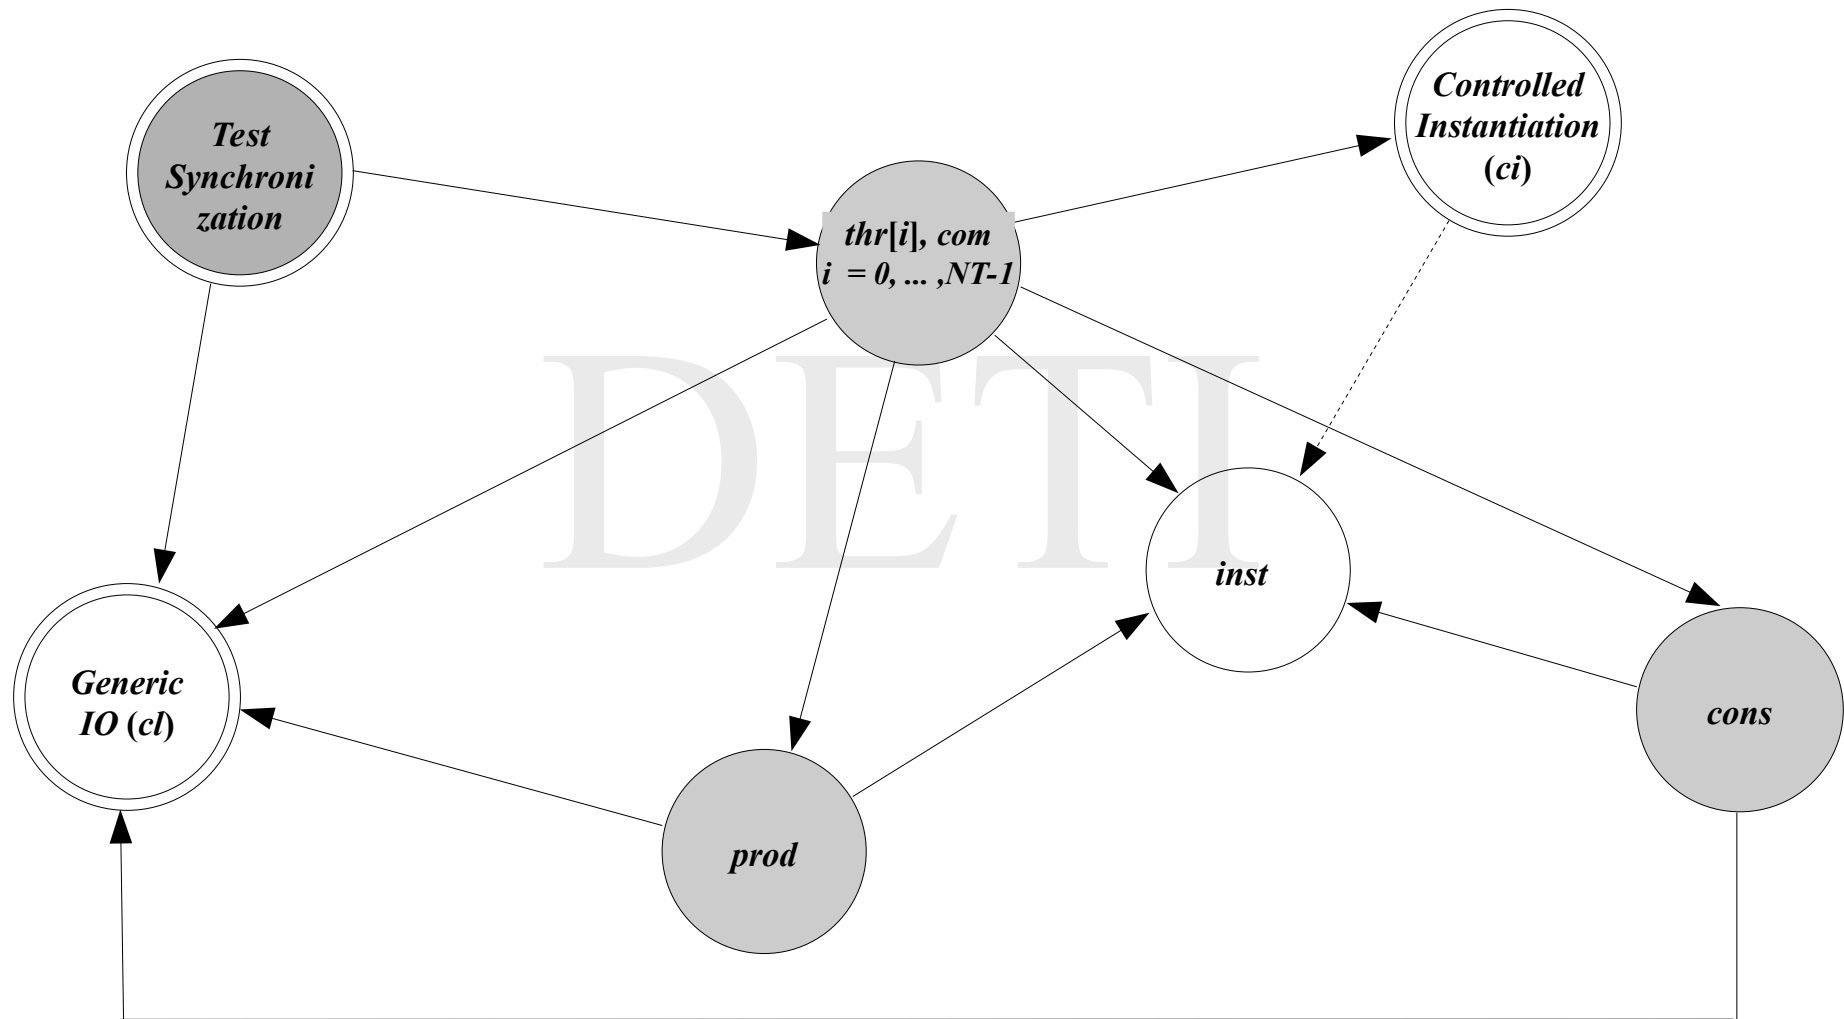 Test
Synchroni
zation
thr[i], com
i = 0, ... ,NT-1
Controlled
Instantiation
(ci)
DETI
inst
Generic
IO (cl)
cons
prod